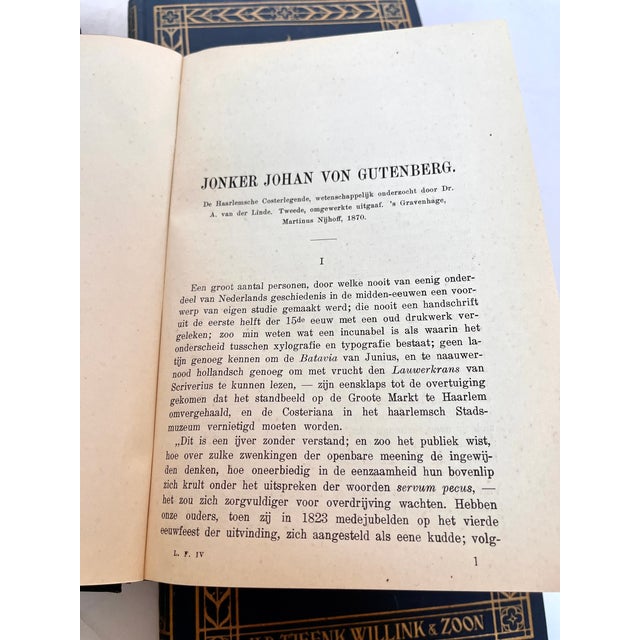 JONKER JOHAN VON GUTENBERG.
De Haarlemsche Costerlegende, wetenschappelijk onderzocht door Dr.
A. van der Linde. Tweede, omgewerkte uitgaaf. 's Gravenhage,
Martinus Nijhoff, 1870.
I
Een groot aantal personen, door welke nooit van eenig onder-
deel van Nederlands geschiedenis in de midden-eeuwen een voor-
werp van eigen studie gemaakt werd; die nooit een handschrift
uit de eerste helft der 15de eeuw met een oud drukwerk ver-
geleken; zoo min weten wat een incunabel is als waarin het
onderscheid tusschen xylografie en typografie bestaat; geen la-
tijn genoeg kennen om de Batavia van Junius, en te naauwer-
nood hollandsch genoeg om met vrucht den Lauwerkrans van
Scriverius te kunnen lezen, — zijn eensklaps tot de overtuiging
gekomen dat het standbeeld op de Groote Markt te Haarlem
omvergehaald, en de Costeriana in het haarlemsch Stads-
muzeum vernietigd moeten worden.
„Dit is een ijver zonder verstand; en zoo het publiek wist,
hoe over zulke zwenkingen der openbare meening de ingewij-
den denken, hoe oneerbiedig in de eenzaamheid hun bovenlip
zich krult onder het uitspreken der woorden servum pecus, —
het zou zich zorgvuldiger voor overdrijving wachten. Hebben
onze ouders, toen zij in 1823 medejubelden op het vierde
eeuwfeest der uitvinding, zich aangesteld als eene kudde; volg-
L. F. IV
1
TJEENK WILLINK & ZOON